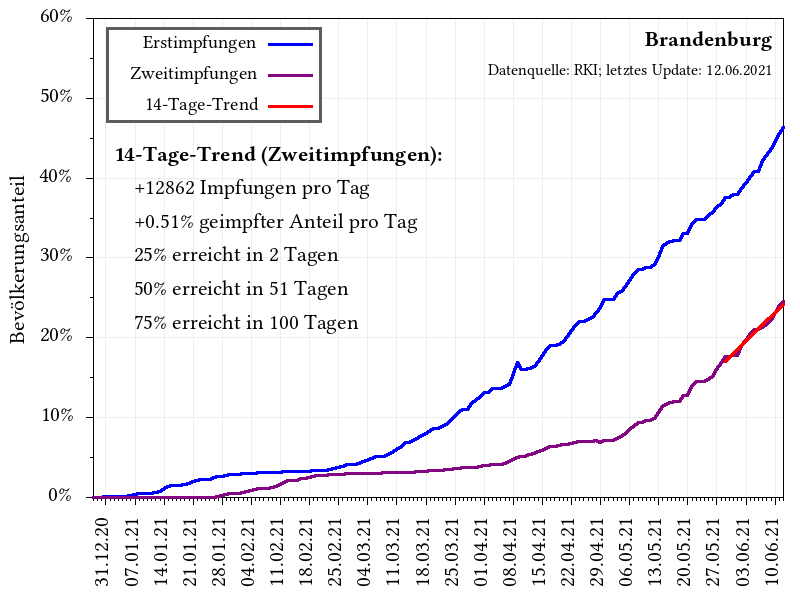 60%
50%
40%
30%
20%
10%
0%
Bevölkerungsanteil
Erstimpfungen
Zweitimpfungen
14-Tage-Trend
Brandenburg
Datenquelle: RKI; letztes Update: 12.06.2021
14-Tage-Trend (Zweitimpfungen):
+12862 Impfungen pro Tag
+0.51% geimpfter Anteil pro Tag
25% erreicht in 2 Tagen
50% erreicht in 51 Tagen
75% erreicht in 100 Tagen
31.12.20
07.01.21
14.01.21
21.01.21
28.01.21
04.02.21
11.02.21
18.02.21
25.02.21
04.03.21
11.03.21
18.03.21
25.03.21
01.04.21
08.04.21
15.04.21
22.04.21
29.04.21
06.05.21
13.05.21
20.05.21
27.05.21
03.06.21
10.06.21